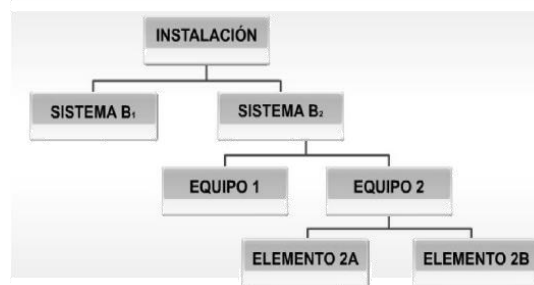 INSTALACIÓN
SISTEMA B₁
SISTEMA B₂
EQUIPO 1
EQUIPO 2
ELEMENTO 2A
ELEMENTO 2B